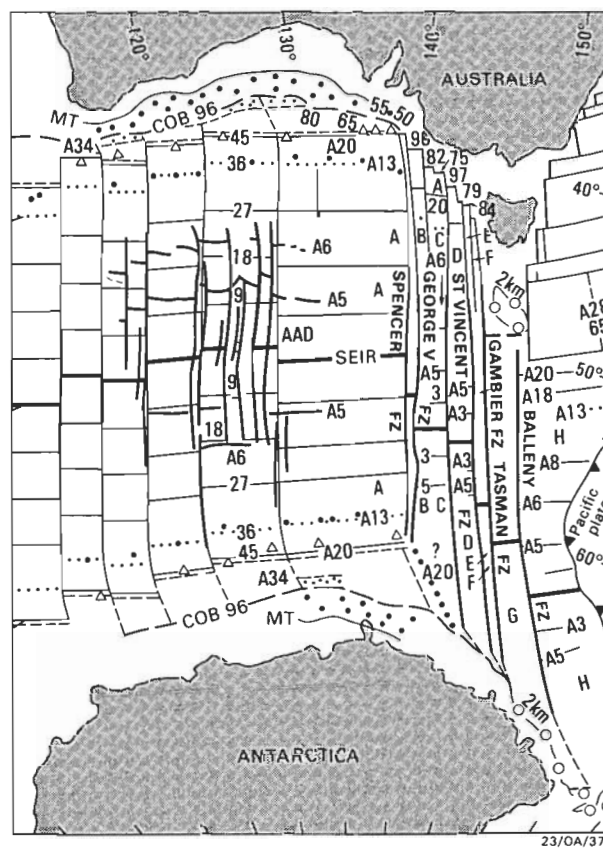 120°
130°
140°
150°
AUSTRALIA
MT
COB 96
80
65
55
50
A34
45
A20
96
36
A13
82
75
97
A
79
40°
27
20
84
B
C
D
E
A6
A
A6
F
18
2km
9
A5
A
SPENCER
GEORGE V
ST VINCENT
A28
65
AAD
SEIR
GAMBIER FZ
TASMAN
BALLENY
A20
50°
A5
A18
9
3
A5
A5
FZ
A3
A13
H
18
A6
3
A3
A8
27
A
5
A5
A6
Pacific
plate
B
C
FZ
36
A13
D
A5
45
A20
?
E
FZ
60°
A34
A20
F
COB 96
G
FZ
A3
MT
A5
H
2km
ANTARCTICA
23/OA/37